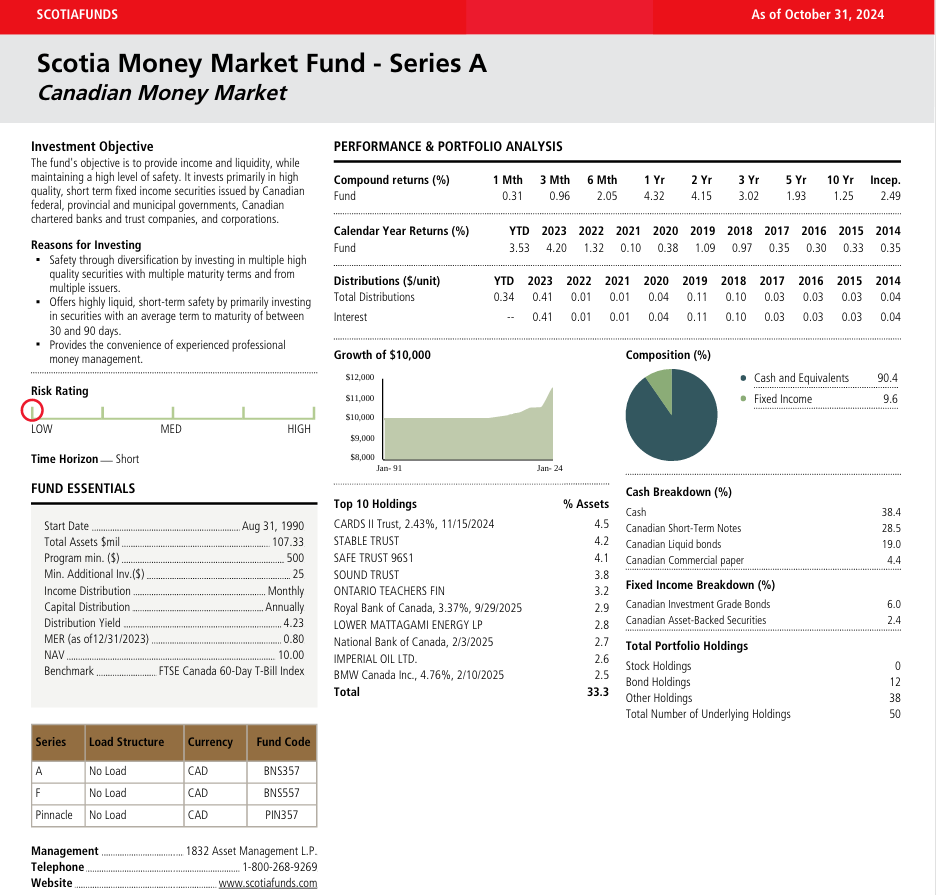 SCOTIAFUNDS
As of October 31, 2024
Scotia Money Market Fund - Series A
Canadian Money Market
Investment Objective
The fund's objective is to provide income and liquidity, while
maintaining a high level of safety. It invests primarily in high
quality, short term fixed income securities issued by Canadian
federal, provincial and municipal governments, Canadian
chartered banks and trust companies, and corporations.
Reasons for Investing
▪ Safety through diversification by investing in multiple high
quality securities with multiple maturity terms and from
multiple issuers.
▪ Offers highly liquid, short-term safety by primarily investing
in securities with an average term to maturity of between
30 and 90 days.
▪ Provides the convenience of experienced professional
money management.
Risk Rating
LOW MED HIGH
Time Horizon — Short
FUND ESSENTIALS
Start Date Aug 31, 1990
Total Assets $mil 107.33
Program min. ($) 500
Min. Additional Inv.($) 25
Income Distribution Monthly
Capital Distribution Annually
Distribution Yield 4.23
MER (as of12/31/2023) 0.80
NAV 10.00
Benchmark FTSE Canada 60-Day T-Bill Index
Series Load Structure Currency Fund Code
A No Load CAD BNS357
F No Load CAD BNS557
Pinnacle No Load CAD PIN357
Management 1832 Asset Management L.P.
Telephone 1-800-268-9269
Website www.scotiafunds.com
PERFORMANCE & PORTFOLIO ANALYSIS
Compound returns (%) 1 Mth 3 Mth 6 Mth 1 Yr 2 Yr 3 Yr 5 Yr 10 Yr Incep.
Fund 0.31 0.96 2.05 4.32 4.15 3.02 1.93 1.25 2.49
Calendar Year Returns (%) YTD 2023 2022 2021 2020 2019 2018 2017 2016 2015 2014
Fund 3.53 4.20 1.32 0.10 0.38 1.09 0.97 0.35 0.30 0.33 0.35
Distributions ($/unit) YTD 2023 2022 2021 2020 2019 2018 2017 2016 2015 2014
Total Distributions 0.34 0.41 0.01 0.01 0.04 0.11 0.10 0.03 0.03 0.03 0.04
Interest -- 0.41 0.01 0.01 0.04 0.11 0.10 0.03 0.03 0.03 0.04
Growth of $10,000
$12,000
$11,000
$10,000
$9,000
$8,000
Jan- 91 Jan- 24
Top 10 Holdings % Assets
CARDS II Trust, 2.43%, 11/15/2024 4.5
STABLE TRUST 4.2
SAFE TRUST 96S1 4.1
SOUND TRUST 3.8
ONTARIO TEACHERS FIN 3.2
Royal Bank of Canada, 3.37%, 9/29/2025 2.9
LOWER MATTAGAMI ENERGY LP 2.8
National Bank of Canada, 2/3/2025 2.7
IMPERIAL OIL LTD. 2.6
BMW Canada Inc., 4.76%, 2/10/2025 2.5
Total 33.3
Composition (%)
Cash and Equivalents 90.4
Fixed Income 9.6
Cash Breakdown (%)
Cash 38.4
Canadian Short-Term Notes 28.5
Canadian Liquid bonds 19.0
Canadian Commercial paper 4.4
Fixed Income Breakdown (%)
Canadian Investment Grade Bonds 6.0
Canadian Asset-Backed Securities 2.4
Total Portfolio Holdings
Stock Holdings 0
Bond Holdings 12
Other Holdings 38
Total Number of Underlying Holdings 50